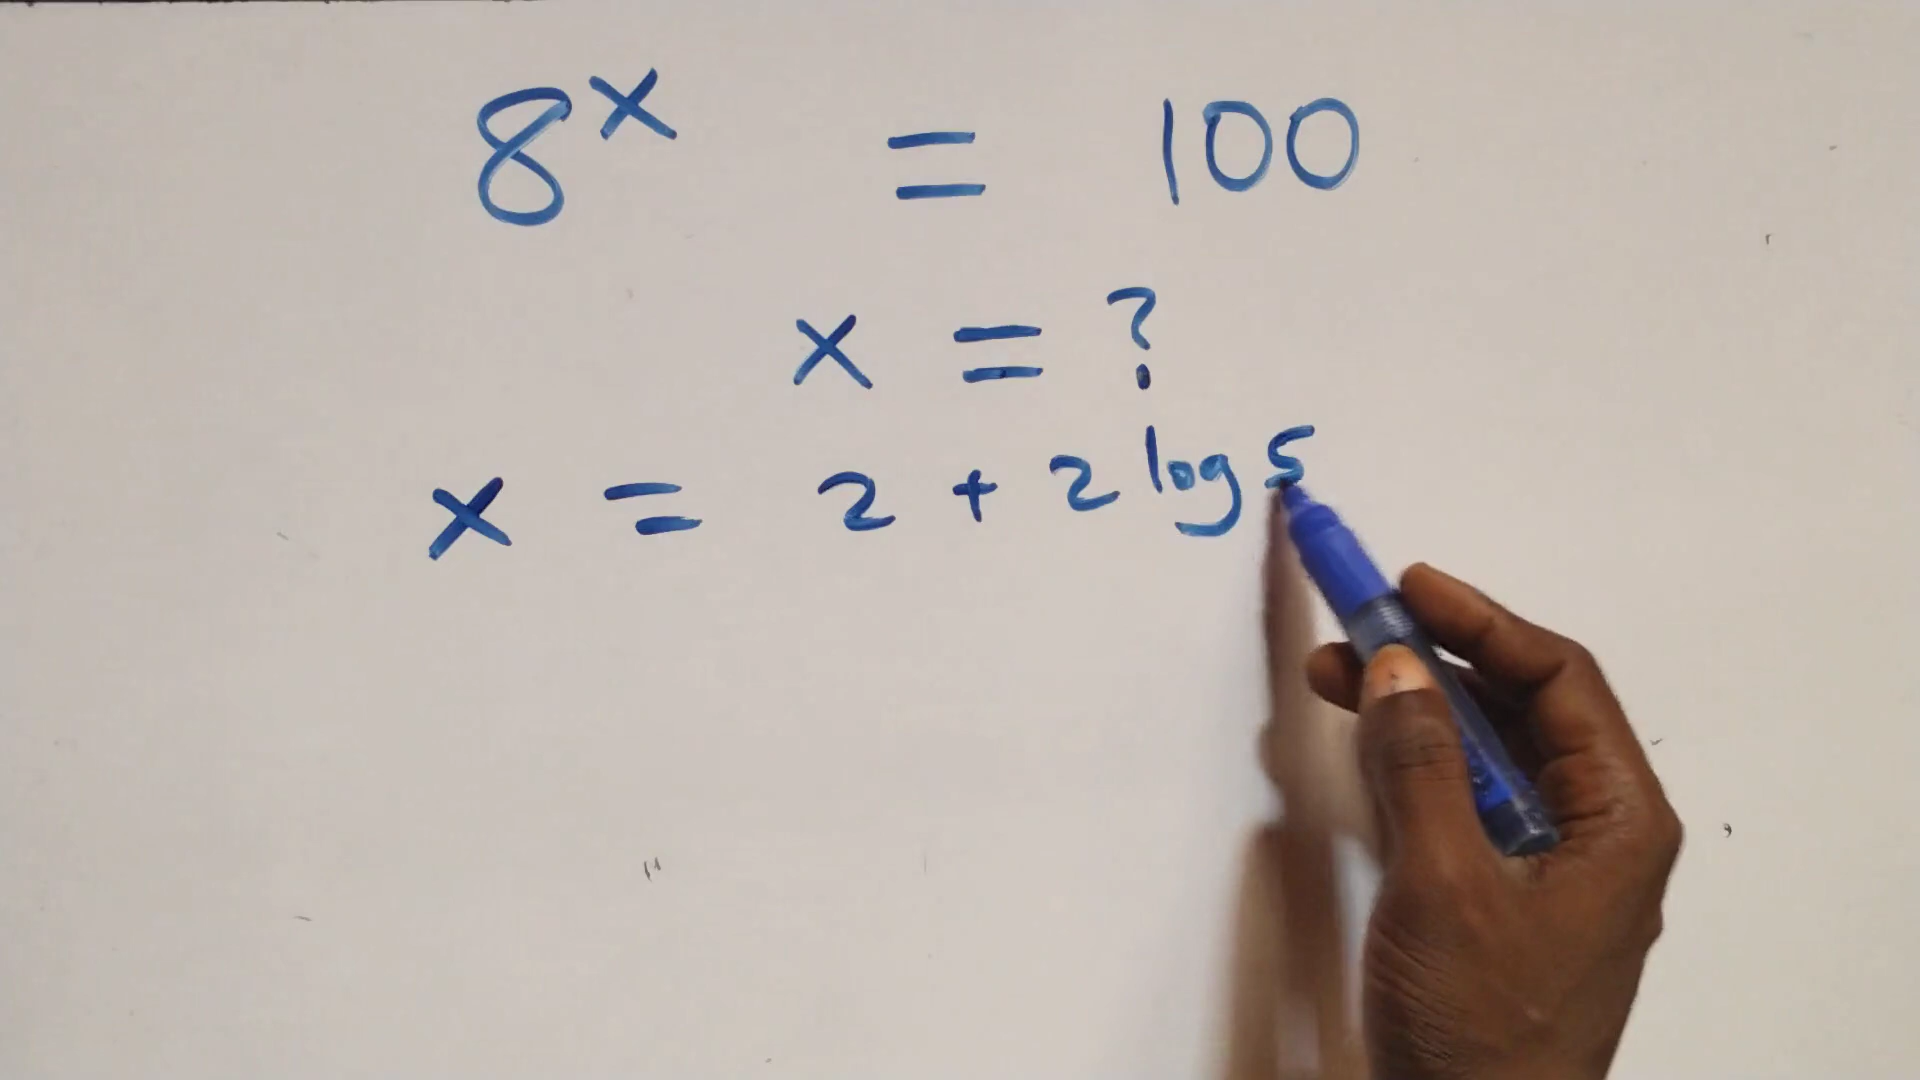 8^x = 100
x = ?
x = 2 + 2 log 5